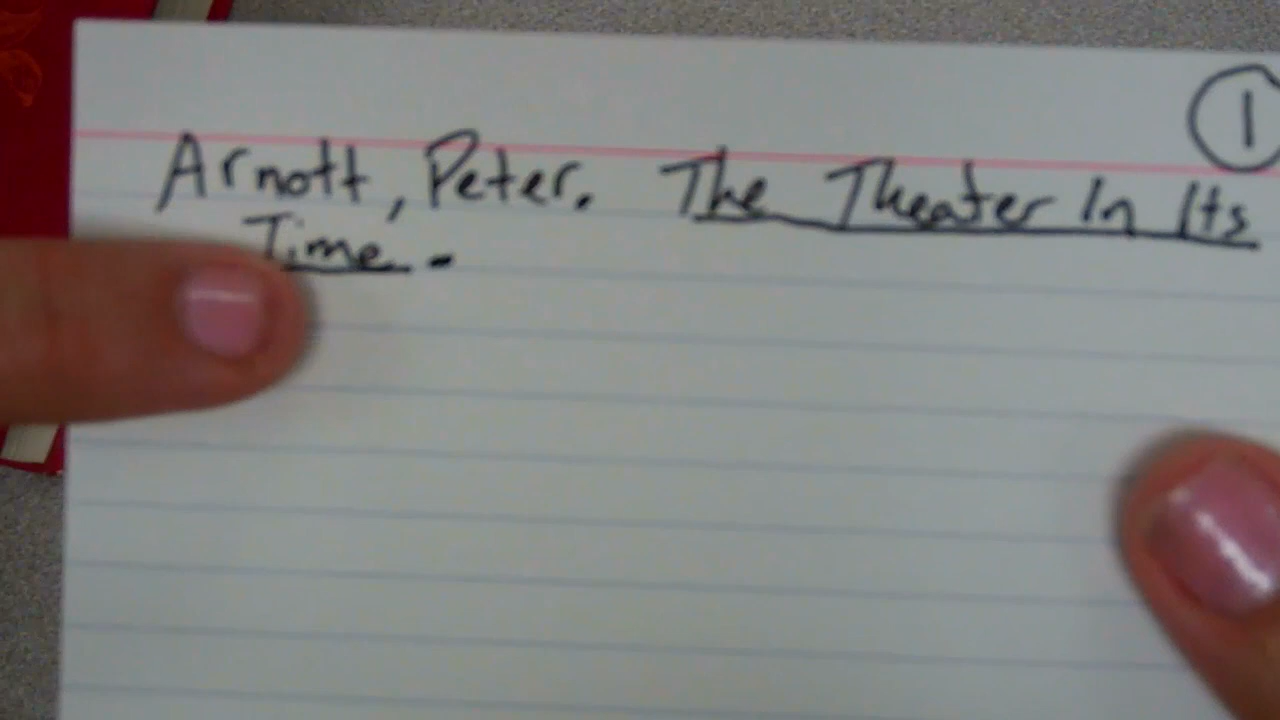 1
Arnott, Peter. The Theater In Its
Time.